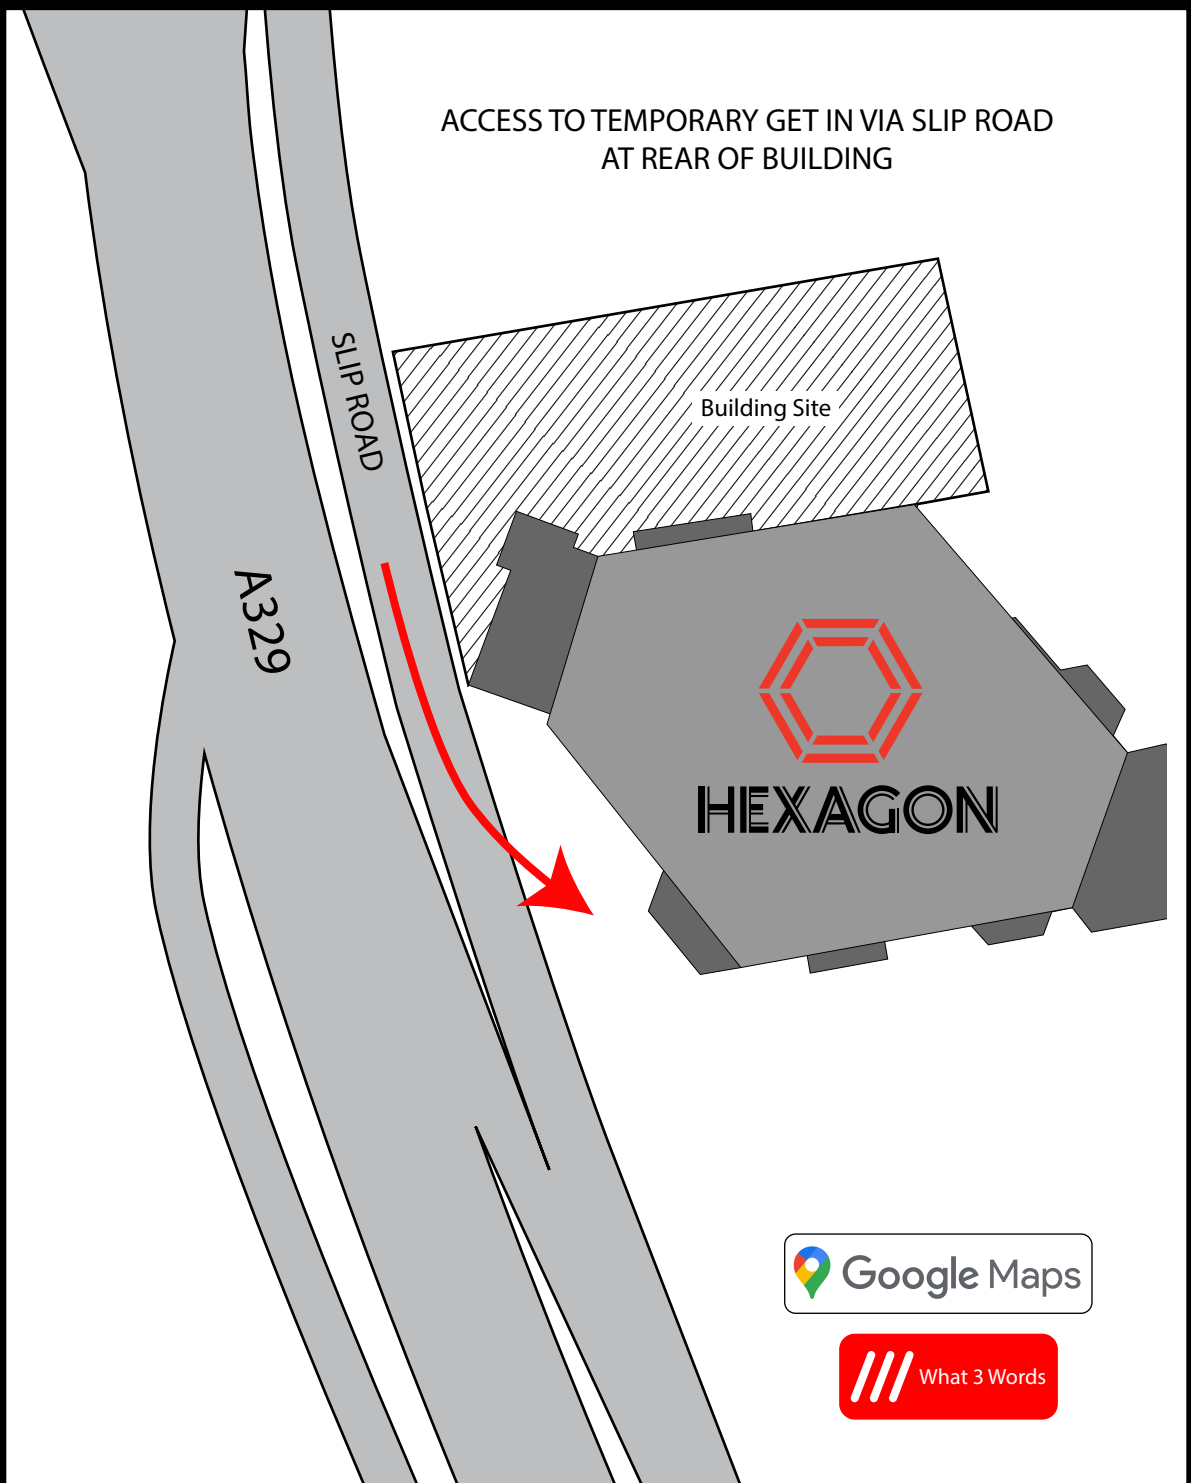 ACCESS TO TEMPORARY GET IN VIA SLIP ROAD
AT REAR OF BUILDING
SLIP ROAD
Building Site
A329
HEXAGON
Google Maps
What 3 Words